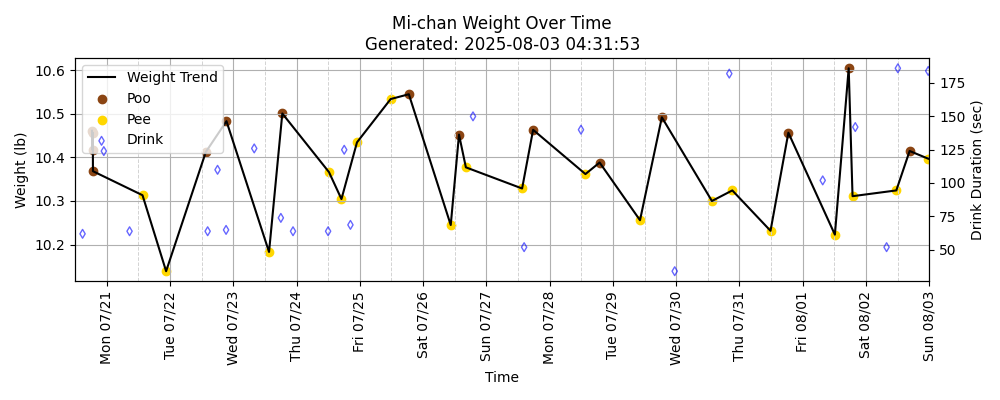 Mi-chan Weight Over Time
Generated: 2025-08-03 04:31:53
Weight (lb)
10.6
10.5
10.4
10.3
10.2
Weight Trend
Poo
Pee
Drink
175
150
125
100
75
50
Drink Duration (sec)
Mon 07/21
Tue 07/22
Wed 07/23
Thu 07/24
Fri 07/25
Sat 07/26
Sun 07/27
Mon 07/28
Tue 07/29
Wed 07/30
Thu 07/31
Fri 08/01
Sat 08/02
Sun 08/03
Time